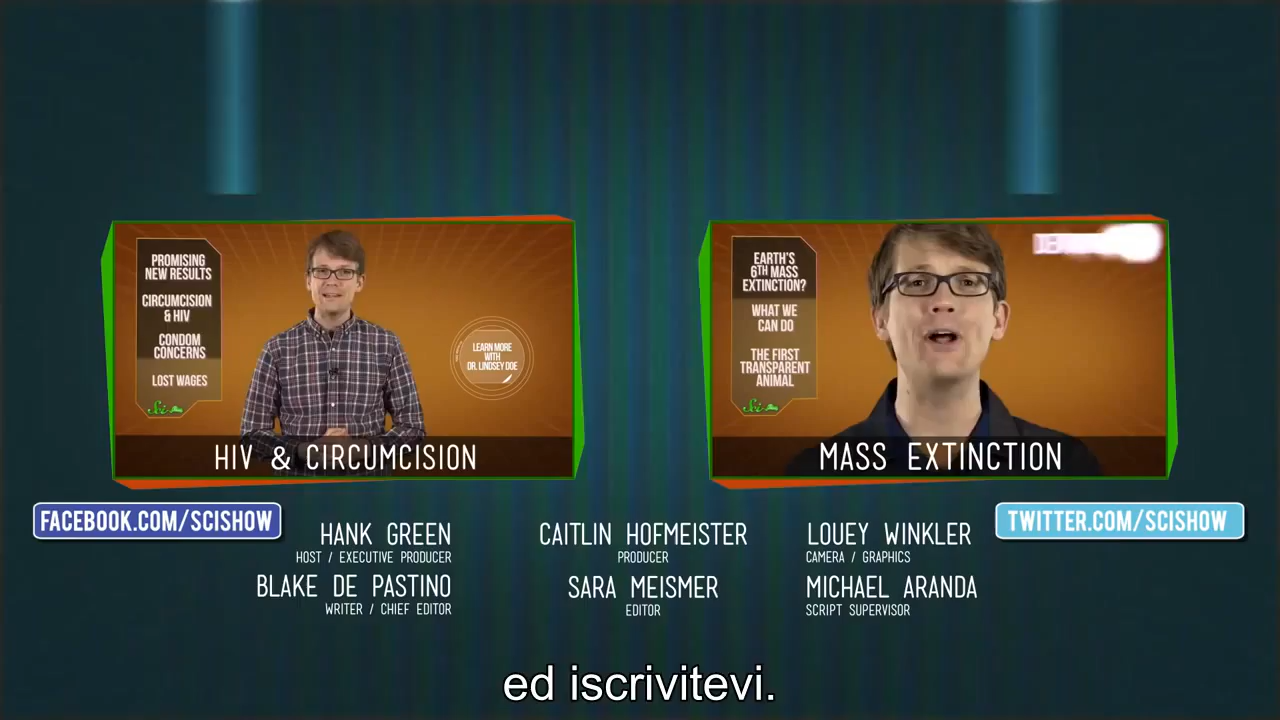 PROMISING
NEW RESULTS
CIRCUMCISION
& HIV
CONDOM
CONCERNS
LOST WAGES
Sci
LEARN MORE
WITH
DR. LINDSEY DOE
HIV & CIRCUMCISION
EARTH'S
6TH MASS
EXTINCTION?
WHAT WE
CAN DO
THE FIRST
TRANSPARENT
ANIMAL
Sci
MASS EXTINCTION
FACEBOOK.COM/SCISHOW
TWITTER.COM/SCISHOW
HANK GREEN
HOST / EXECUTIVE PRODUCER
CAITLIN HOFMEISTER
PRODUCER
LOUEY WINKLER
CAMERA / GRAPHICS
BLAKE DE PASTINO
WRITER / CHIEF EDITOR
SARA MEISMER
EDITOR
MICHAEL ARANDA
SCRIPT SUPERVISOR
ed iscrivitevi.